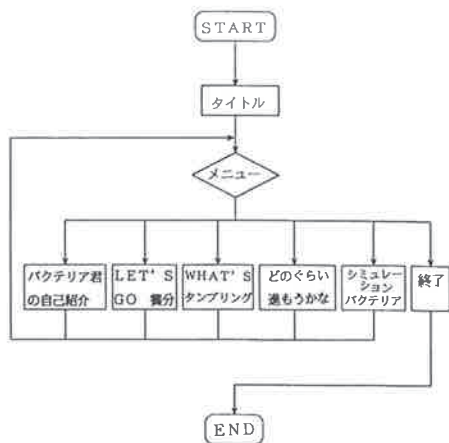 START
タイトル
メニュー
バクテリア君
の自己紹介
LET'S
GO 養分
WHAT'S
タンブリング
どのぐらい
進もうかな
シミュレー
ション
バクテリア
終了
END